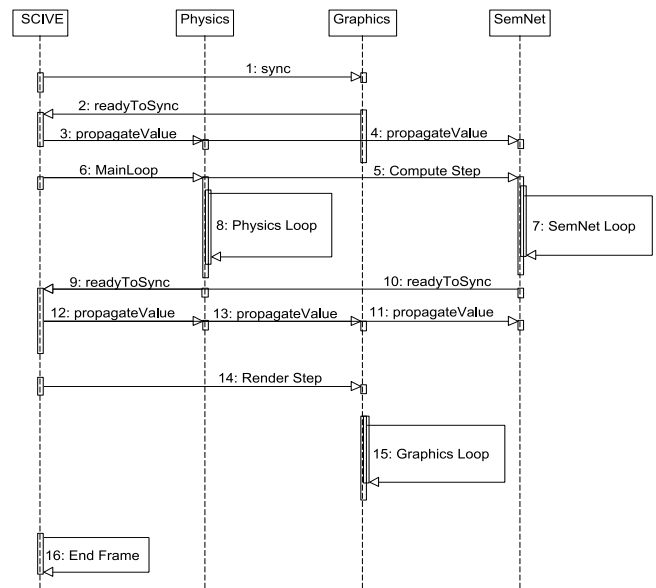 SCIVE
Physics
Graphics
SemNet
1: sync
2: readyToSync
3: propagateValue
4: propagateValue
6: MainLoop
5: Compute Step
8: Physics Loop
7: SemNet Loop
9: readyToSync
10: readyToSync
12: propagateValue
13: propagateValue
11: propagateValue
14: Render Step
15: Graphics Loop
16: End Frame